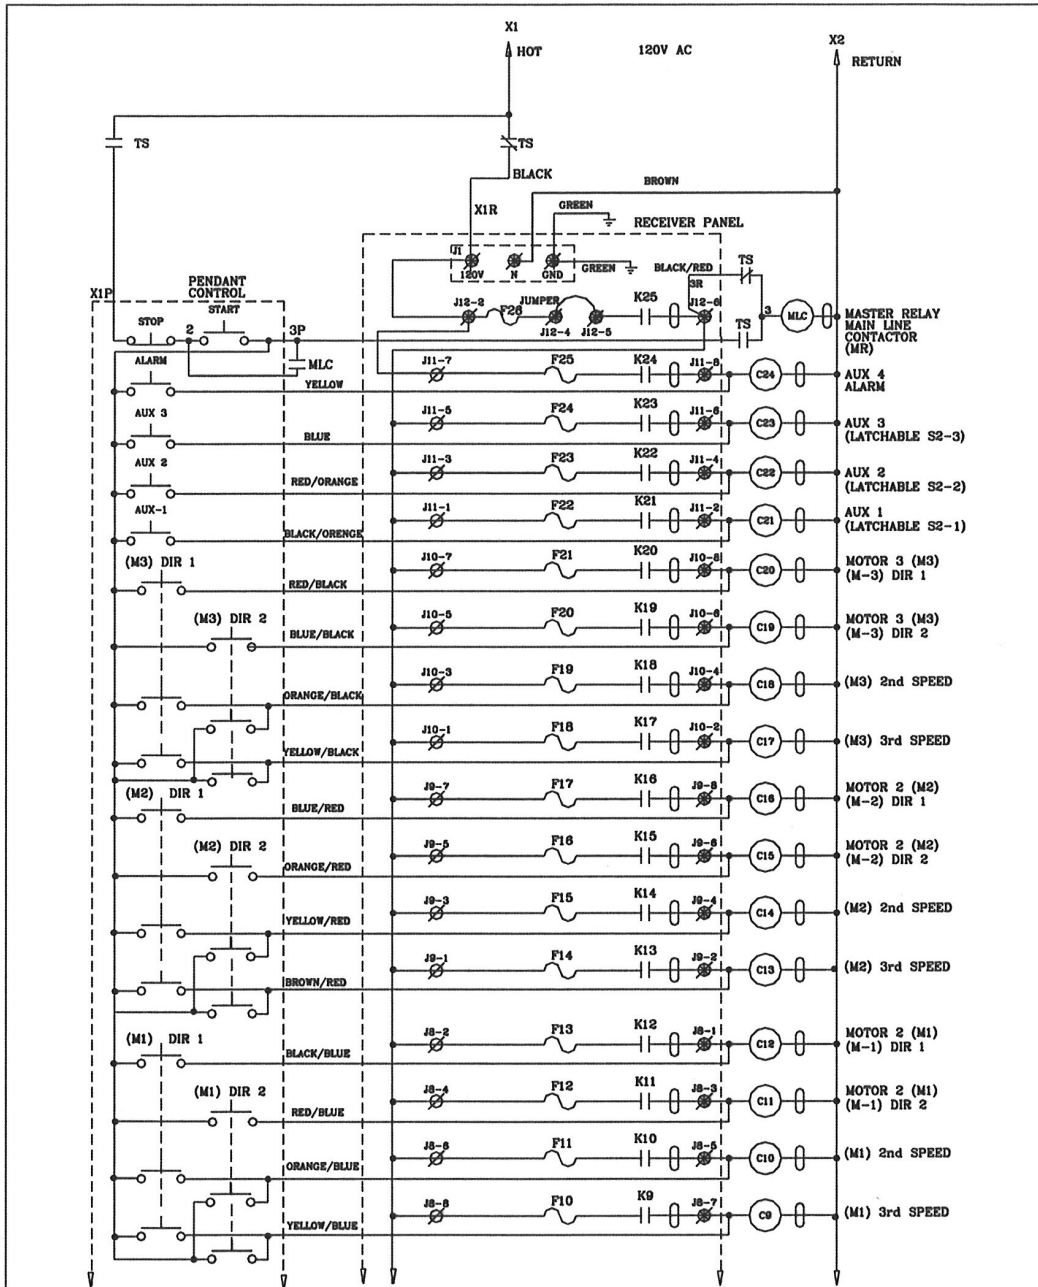 X1
HOT
120V AC
X2
RETURN
TS
TS
BLACK
BROWN
X1R
GREEN
RECEIVER PANEL
J1
120V
N
GND
GREEN
BLACK/RED
3R
TS
X1P
PENDANT
CONTROL
STOP
2
START
3P
MLC
J12-2
F26
JUMPER
J12-4
J12-5
K25
J12-6
TS
3
MLC
MASTER RELAY
MAIN LINE
CONTACTOR
(MR)
ALARM
YELLOW
J11-7
F25
K24
J11-8
C24
AUX 4
ALARM
AUX 3
BLUE
J11-5
F24
K23
J11-6
C23
AUX 3
(LATCHABLE S2-3)
AUX 2
RED/ORANGE
J11-3
F23
K22
J11-4
C22
AUX 2
(LATCHABLE S2-2)
AUX-1
BLACK/ORENGE
J11-1
F22
K21
J11-2
C21
AUX 1
(LATCHABLE S2-1)
(M3) DIR 1
RED/BLACK
J10-7
F21
K20
J10-8
C20
MOTOR 3 (M3)
(M-3) DIR 1
(M3) DIR 2
BLUE/BLACK
J10-5
F20
K19
J10-6
C19
MOTOR 3 (M3)
(M-3) DIR 2
ORANGE/BLACK
J10-3
F19
K18
J10-4
C18
(M3) 2nd SPEED
YELLOW/BLACK
J10-1
F18
K17
J10-2
C17
(M3) 3rd SPEED
(M2) DIR 1
BLUE/RED
J9-7
F17
K16
J9-8
C16
MOTOR 2 (M2)
(M-2) DIR 1
(M2) DIR 2
ORANGE/RED
J9-5
F16
K15
J9-6
C15
MOTOR 2 (M2)
(M-2) DIR 2
YELLOW/RED
J9-3
F15
K14
J9-4
C14
(M2) 2nd SPEED
BROWN/RED
J9-1
F14
K13
J9-2
C13
(M2) 3rd SPEED
(M1) DIR 1
BLACK/BLUE
J8-2
F13
K12
J8-1
C12
MOTOR 2 (M1)
(M-1) DIR 1
(M1) DIR 2
RED/BLUE
J8-4
F12
K11
J8-3
C11
MOTOR 2 (M1)
(M-1) DIR 2
ORANGE/BLUE
J8-6
F11
K10
J8-5
C10
(M1) 2nd SPEED
YELLOW/BLUE
J8-8
F10
K9
J8-7
C9
(M1) 3rd SPEED